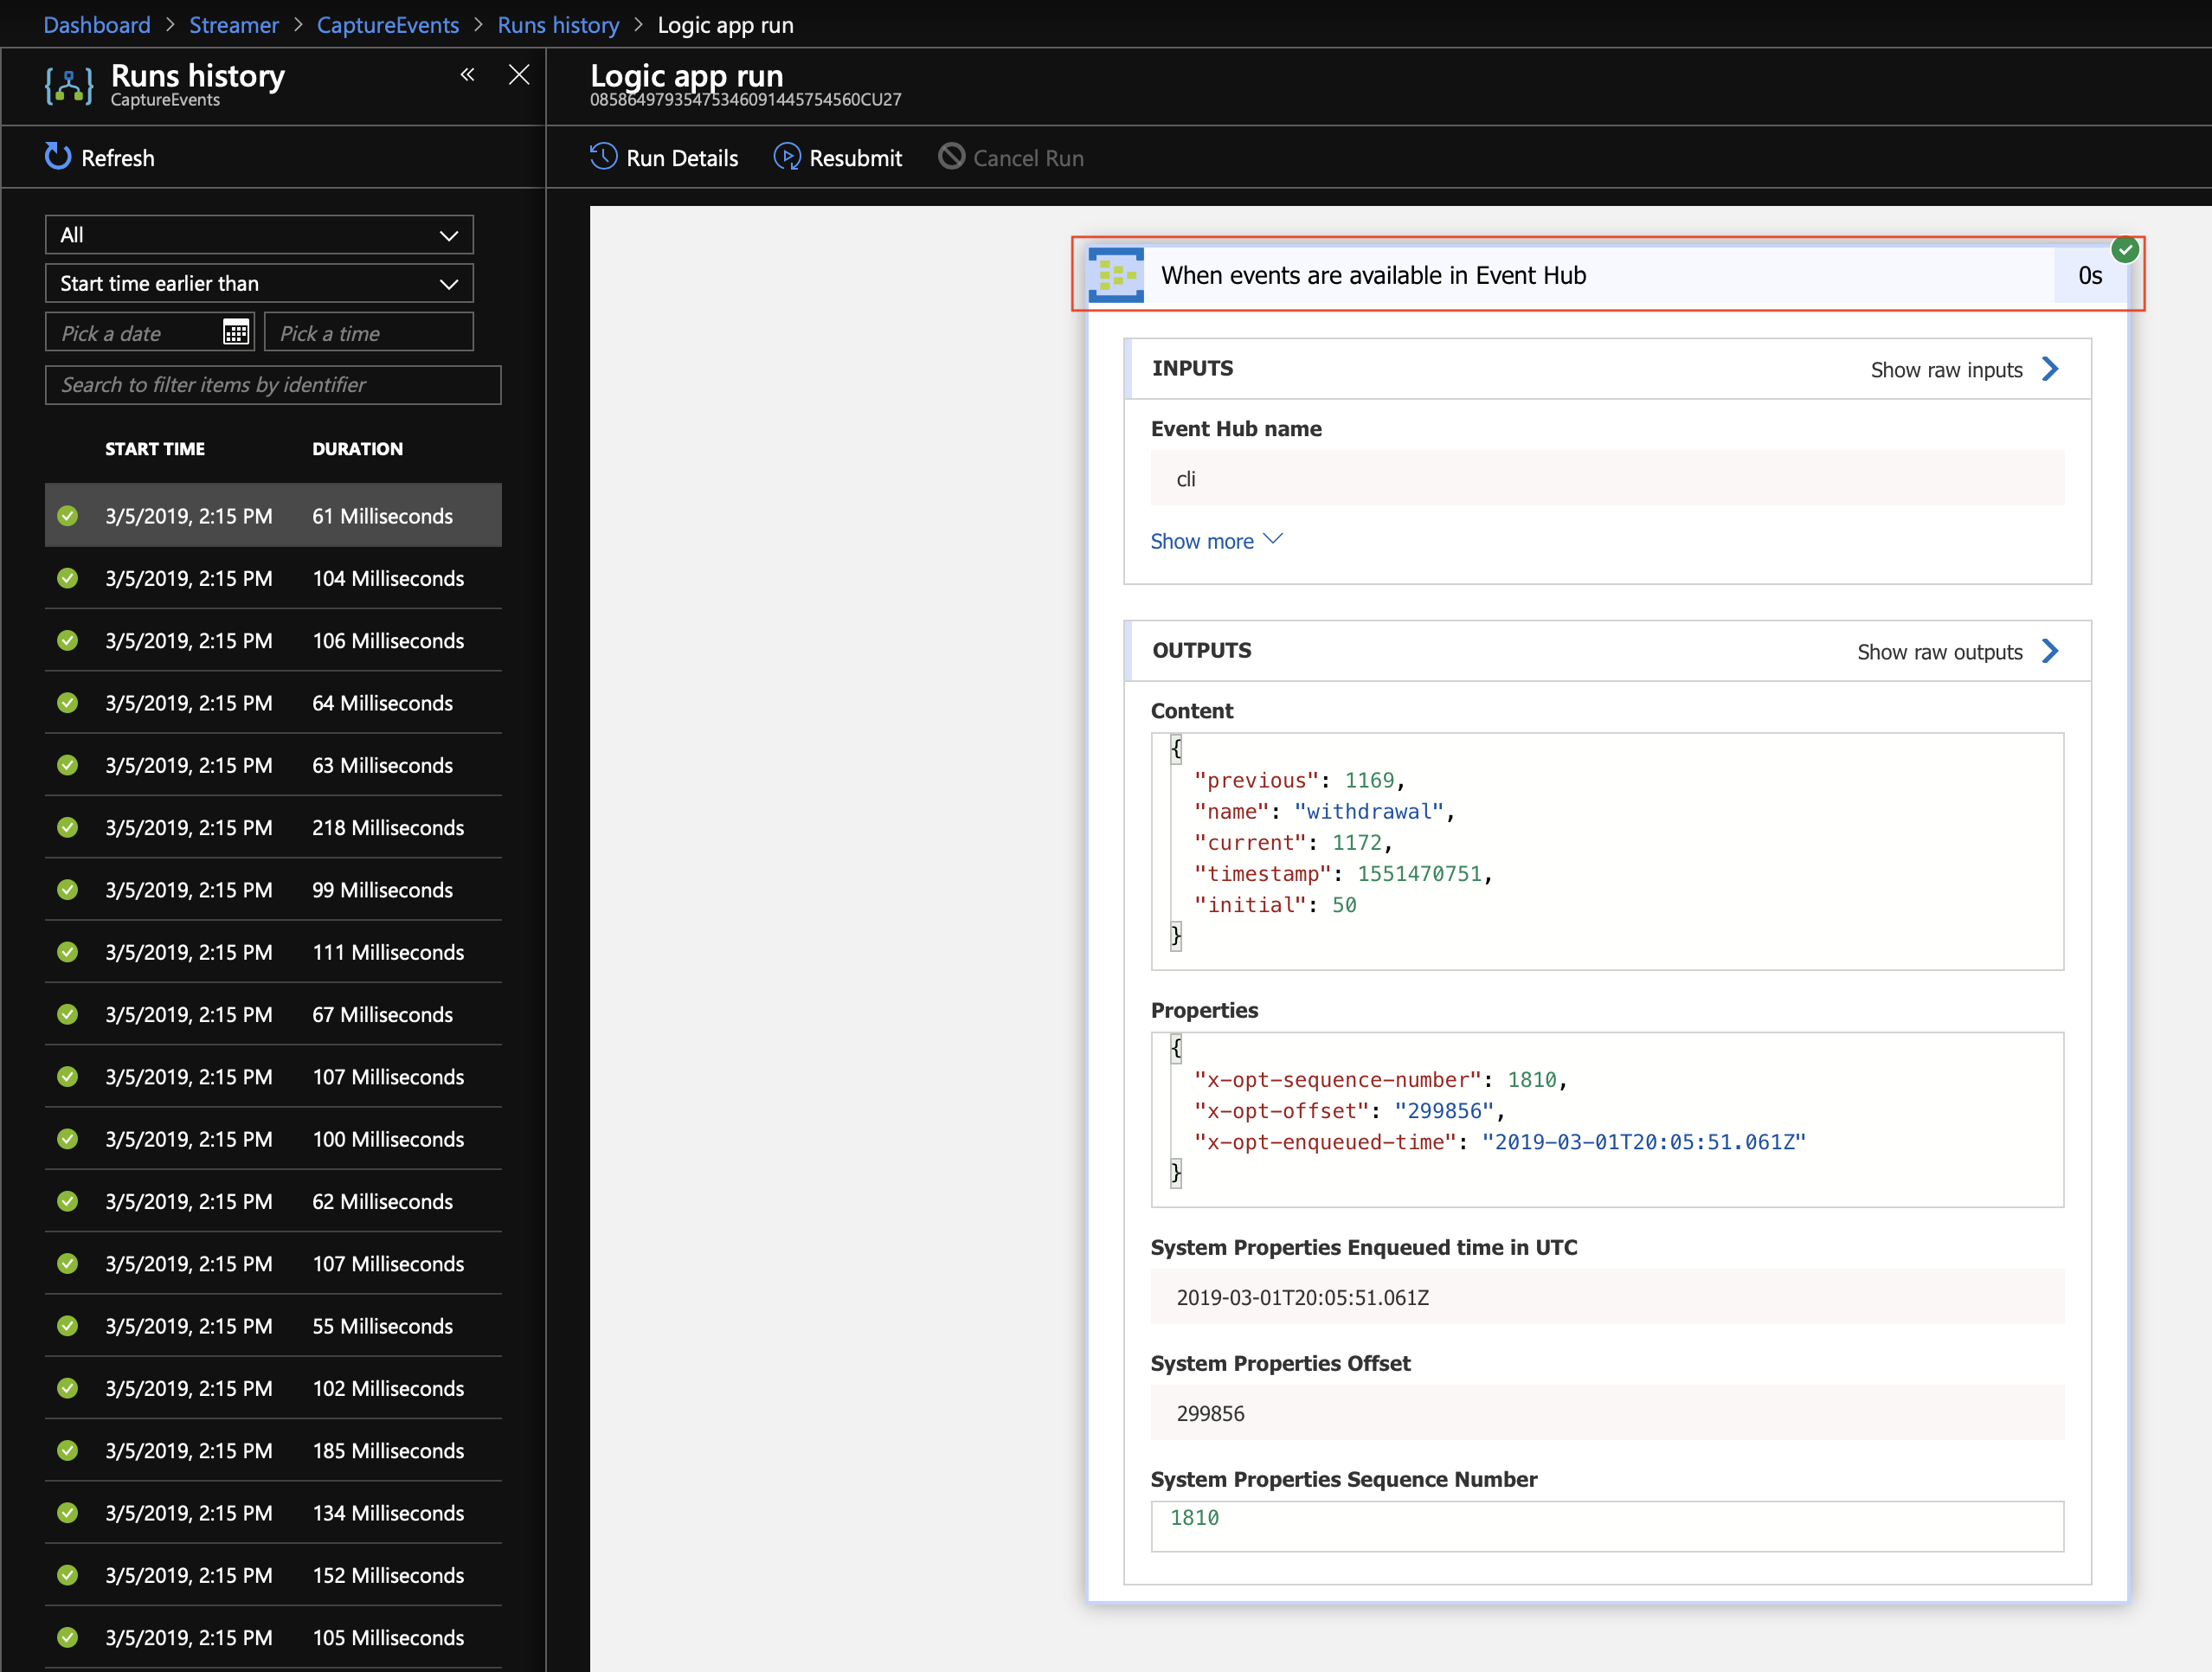 Dashboard > Streamer > CaptureEvents > Runs history > Logic app run
Runs history
CaptureEvents
Refresh
All
Start time earlier than
Pick a date Pick a time
Search to filter items by identifier
START TIME DURATION
3/5/2019, 2:15 PM 61 Milliseconds
3/5/2019, 2:15 PM 104 Milliseconds
3/5/2019, 2:15 PM 106 Milliseconds
3/5/2019, 2:15 PM 64 Milliseconds
3/5/2019, 2:15 PM 63 Milliseconds
3/5/2019, 2:15 PM 218 Milliseconds
3/5/2019, 2:15 PM 99 Milliseconds
3/5/2019, 2:15 PM 111 Milliseconds
3/5/2019, 2:15 PM 67 Milliseconds
3/5/2019, 2:15 PM 107 Milliseconds
3/5/2019, 2:15 PM 100 Milliseconds
3/5/2019, 2:15 PM 62 Milliseconds
3/5/2019, 2:15 PM 107 Milliseconds
3/5/2019, 2:15 PM 55 Milliseconds
3/5/2019, 2:15 PM 102 Milliseconds
3/5/2019, 2:15 PM 185 Milliseconds
3/5/2019, 2:15 PM 134 Milliseconds
3/5/2019, 2:15 PM 152 Milliseconds
3/5/2019, 2:15 PM 105 Milliseconds
Logic app run
08586497935475346091445754560CU27
Run Details Resubmit Cancel Run
When events are available in Event Hub 0s
INPUTS Show raw inputs
Event Hub name
cli
Show more
OUTPUTS Show raw outputs
Content
{
"previous": 1169,
"name": "withdrawal",
"current": 1172,
"timestamp": 1551470751,
"initial": 50
}
Properties
{
"x-opt-sequence-number": 1810,
"x-opt-offset": "299856",
"x-opt-enqueued-time": "2019-03-01T20:05:51.061Z"
}
System Properties Enqueued time in UTC
2019-03-01T20:05:51.061Z
System Properties Offset
299856
System Properties Sequence Number
1810